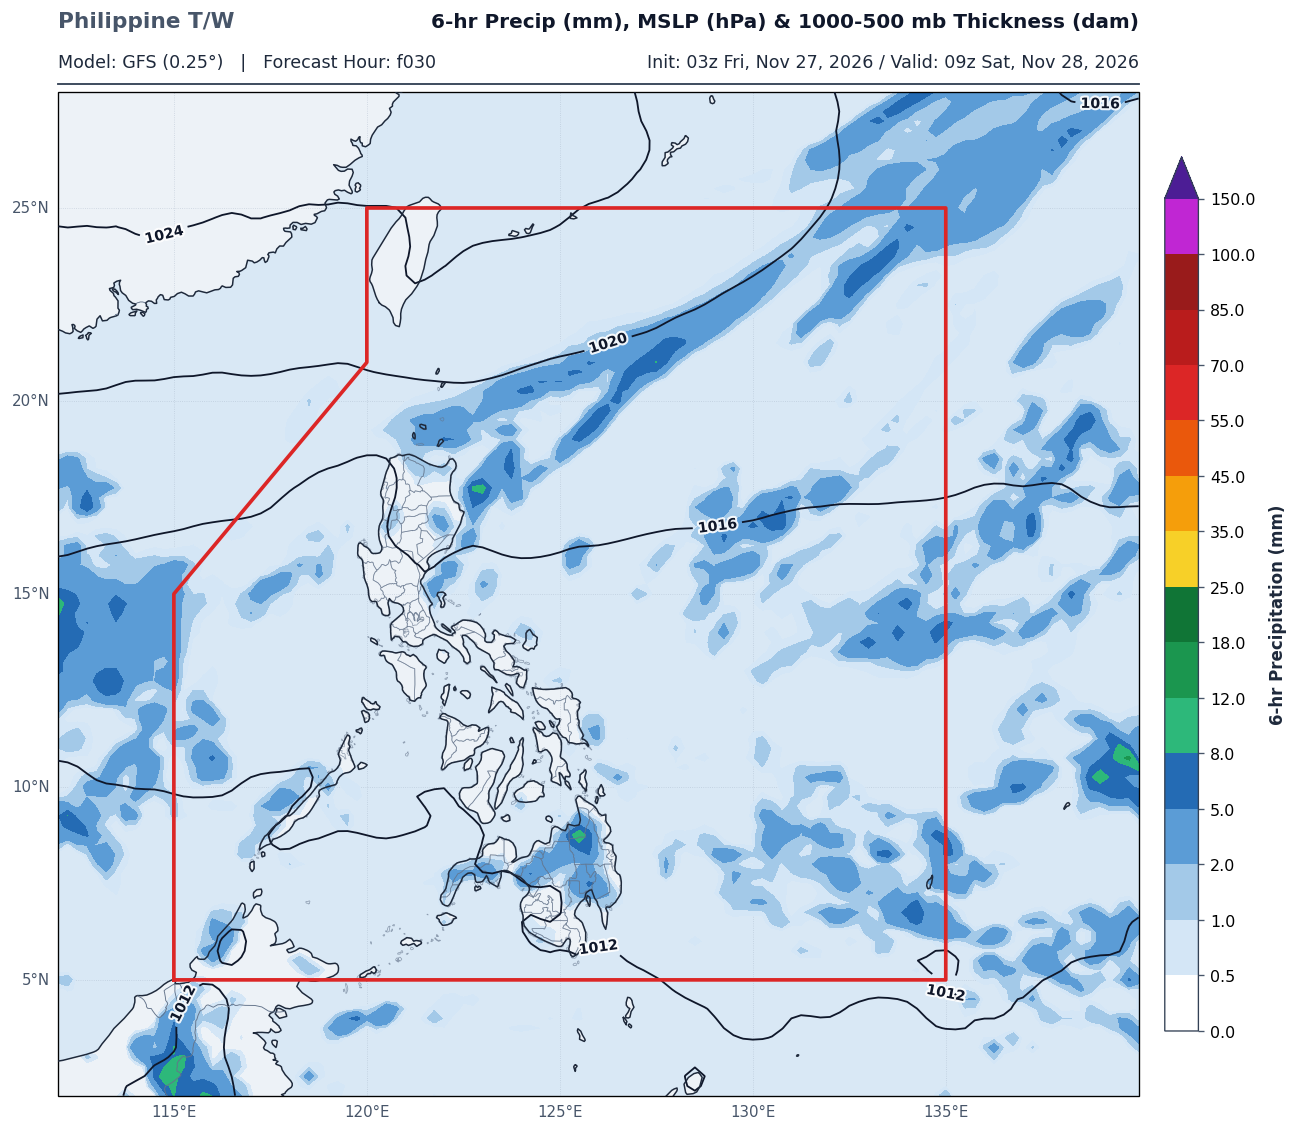 Philippine T/W
6-hr Precip (mm), MSLP (hPa) & 1000-500 mb Thickness (dam)
Model: GFS (0.25°) | Forecast Hour: f030
Init: 03z Fri, Nov 27, 2026 / Valid: 09z Sat, Nov 28, 2026
1016
1024
1020
1016
1012
1012
1012
25°N
20°N
15°N
10°N
5°N
115°E
120°E
125°E
130°E
135°E
150.0
100.0
85.0
70.0
55.0
45.0
35.0
25.0
18.0
12.0
8.0
5.0
2.0
1.0
0.5
0.0
6-hr Precipitation (mm)